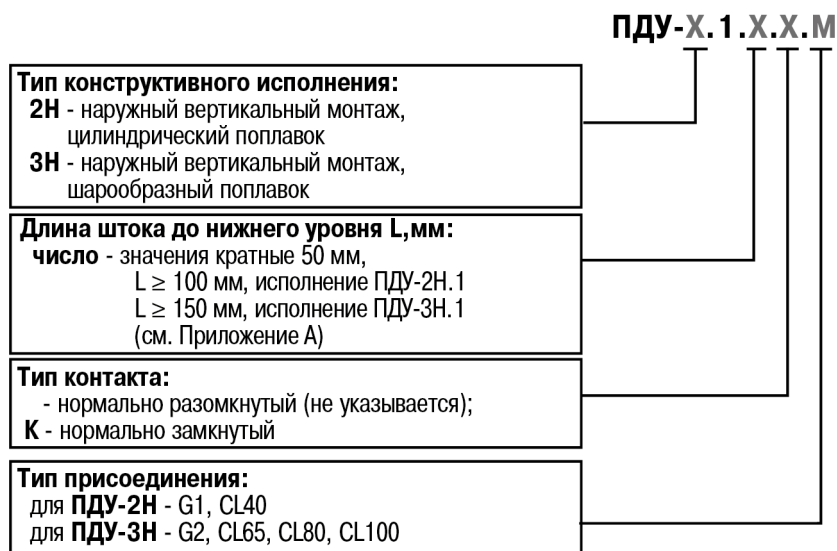 ПДУ-Х.1.Х.Х.М
Тип конструктивного исполнения:
2Н - наружный вертикальный монтаж,
цилиндрический поплавок
3Н - наружный вертикальный монтаж,
шарообразный поплавок
Длина штока до нижнего уровня L,мм:
число - значения кратные 50 мм,
L ≥ 100 мм, исполнение ПДУ-2Н.1
L ≥ 150 мм, исполнение ПДУ-3Н.1
(см. Приложение А)
Тип контакта:
- нормально разомкнутый (не указывается);
К - нормально замкнутый
Тип присоединения:
для ПДУ-2Н - G1, CL40
для ПДУ-3Н - G2, CL65, CL80, CL100